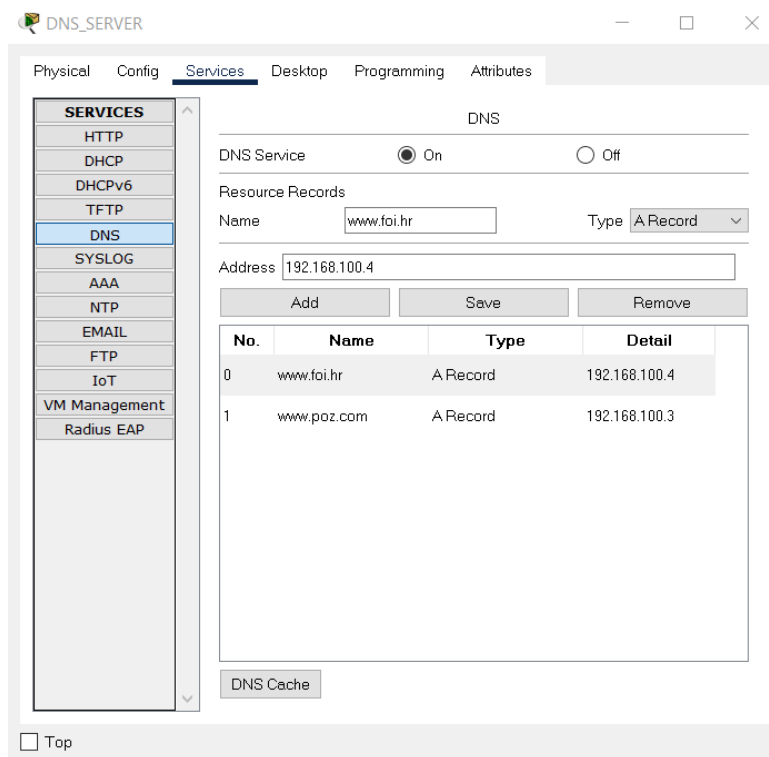 DNS_SERVER
Physical Config Services Desktop Programming Attributes
SERVICES
HTTP
DHCP
DHCPv6
TFTP
DNS
SYSLOG
AAA
NTP
EMAIL
FTP
IoT
VM Management
Radius EAP
DNS
DNS Service On Off
Resource Records
Name www.foi.hr Type A Record
Address 192.168.100.4
Add Save Remove
No. Name Type Detail
0 www.foi.hr A Record 192.168.100.4
1 www.poz.com A Record 192.168.100.3
DNS Cache
Top